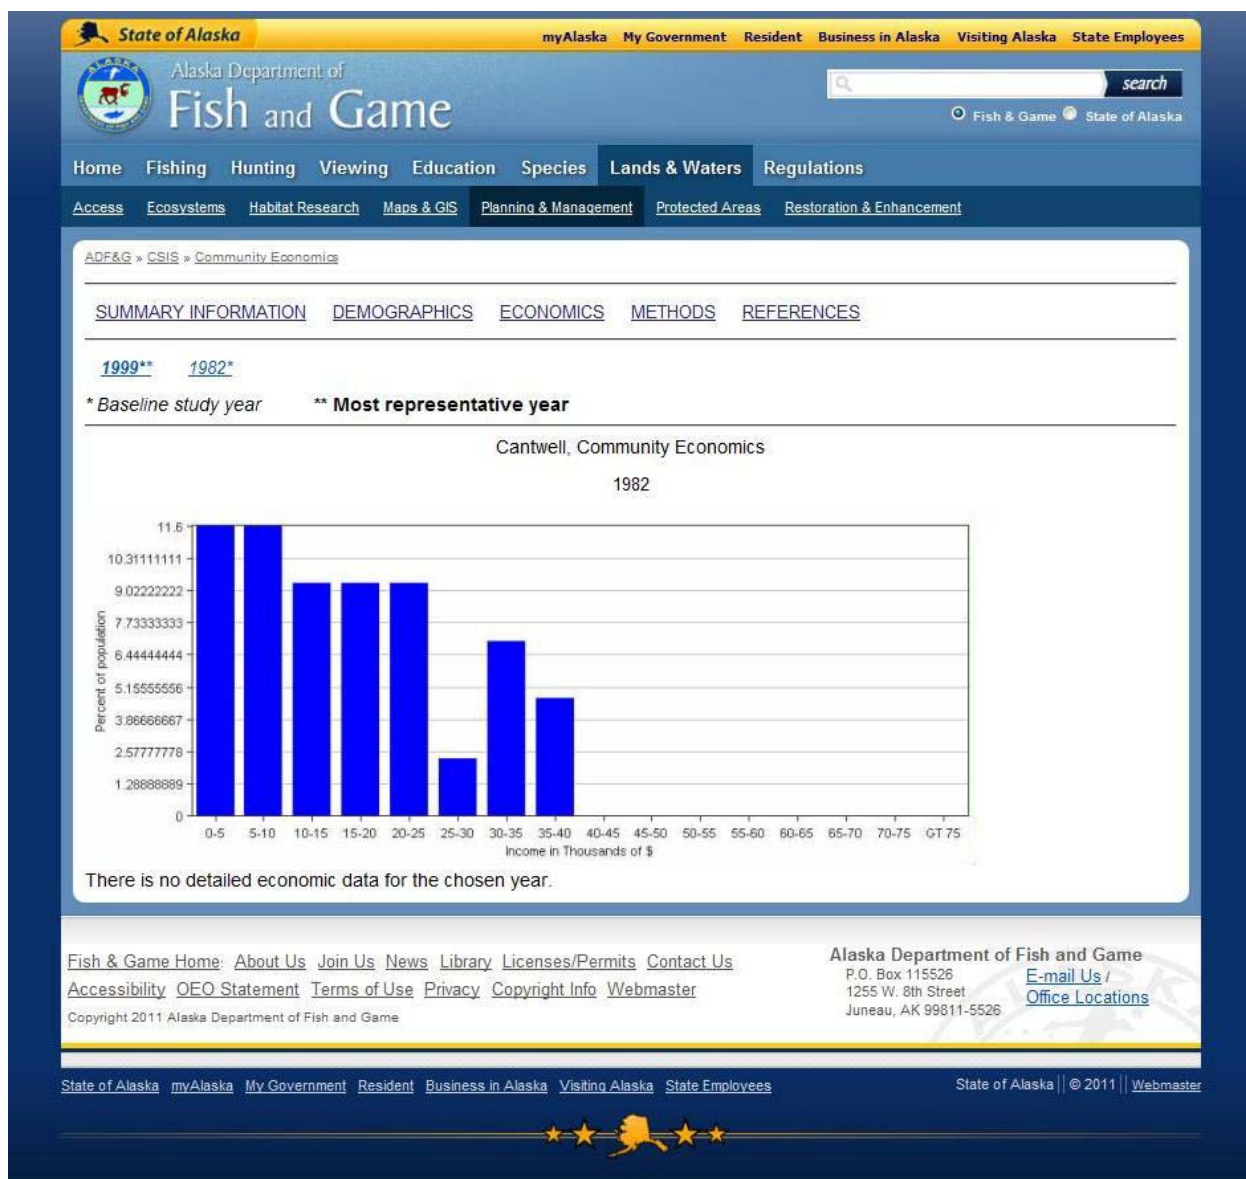 State of Alaska
myAlaska My Government Resident Business in Alaska Visiting Alaska State Employees
Alaska Department of
Fish and Game
search
Fish & Game State of Alaska
Home Fishing Hunting Viewing Education Species Lands & Waters Regulations
Access Ecosystems Habitat Research Maps & GIS Planning & Management Protected Areas Restoration & Enhancement
ADF&G » CSIS » Community Economics
SUMMARY INFORMATION DEMOGRAPHICS ECONOMICS METHODS REFERENCES
1999** 1982*
* Baseline study year ** Most representative year
Cantwell, Community Economics
1982
11.6
10.31111111
9.02222222
7.73333333
6.44444444
5.15555556
3.86666667
2.57777778
1.28888889
0
Percent of population
0-5 5-10 10-15 15-20 20-25 25-30 30-35 35-40 40-45 45-50 50-55 55-60 60-65 65-70 70-75 GT 75
Income in Thousands of $
There is no detailed economic data for the chosen year.
Fish & Game Home: About Us Join Us News Library Licenses/Permits Contact Us
Accessibility OEO Statement Terms of Use Privacy Copyright Info Webmaster
Copyright 2011 Alaska Department of Fish and Game
Alaska Department of Fish and Game
P.O. Box 115526
1255 W. 8th Street
Juneau, AK 99811-5526
E-mail Us /
Office Locations
State of Alaska myAlaska My Government Resident Business in Alaska Visiting Alaska State Employees
State of Alaska || © 2011 || Webmaster